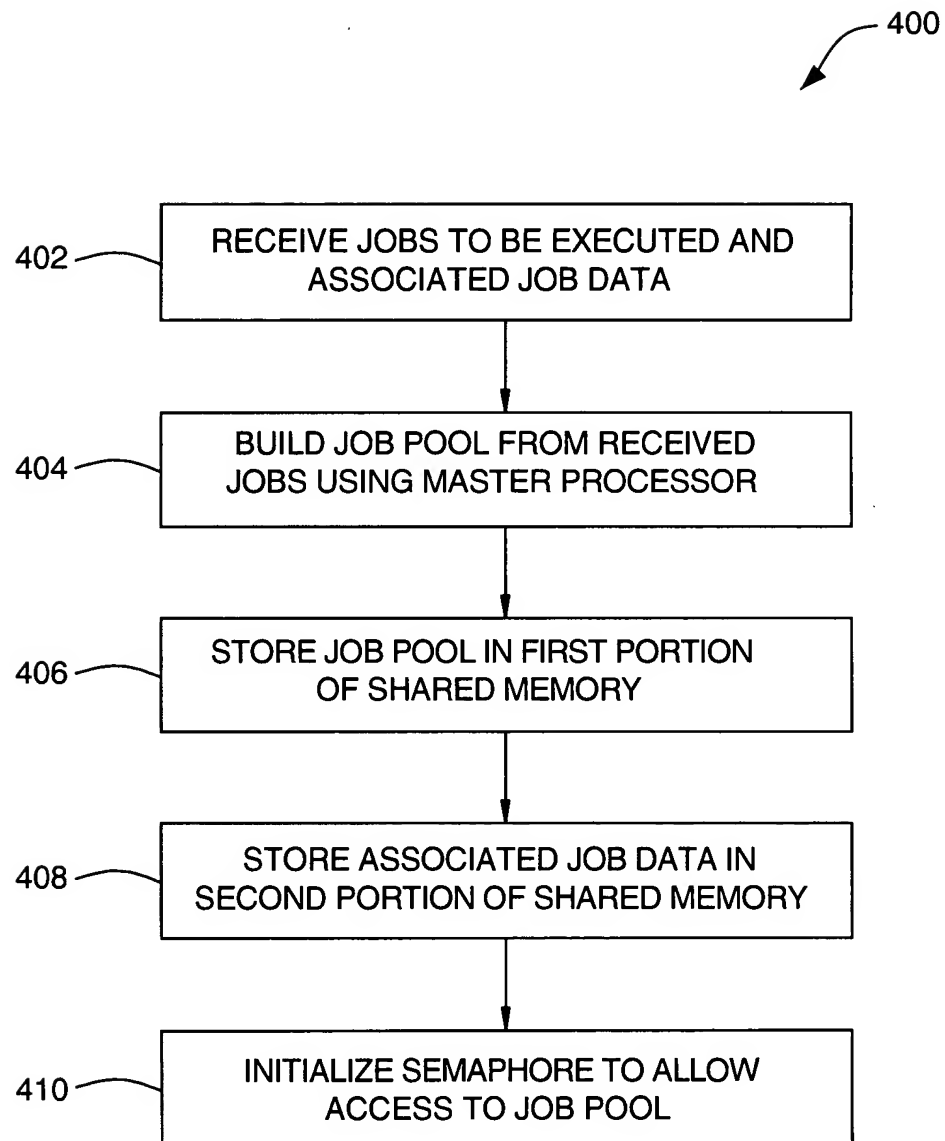 400
402
RECEIVE JOBS TO BE EXECUTED AND
ASSOCIATED JOB DATA
404
BUILD JOB POOL FROM RECEIVED
JOBS USING MASTER PROCESSOR
406
STORE JOB POOL IN FIRST PORTION
OF SHARED MEMORY
408
STORE ASSOCIATED JOB DATA IN
SECOND PORTION OF SHARED MEMORY
410
INITIALIZE SEMAPHORE TO ALLOW
ACCESS TO JOB POOL